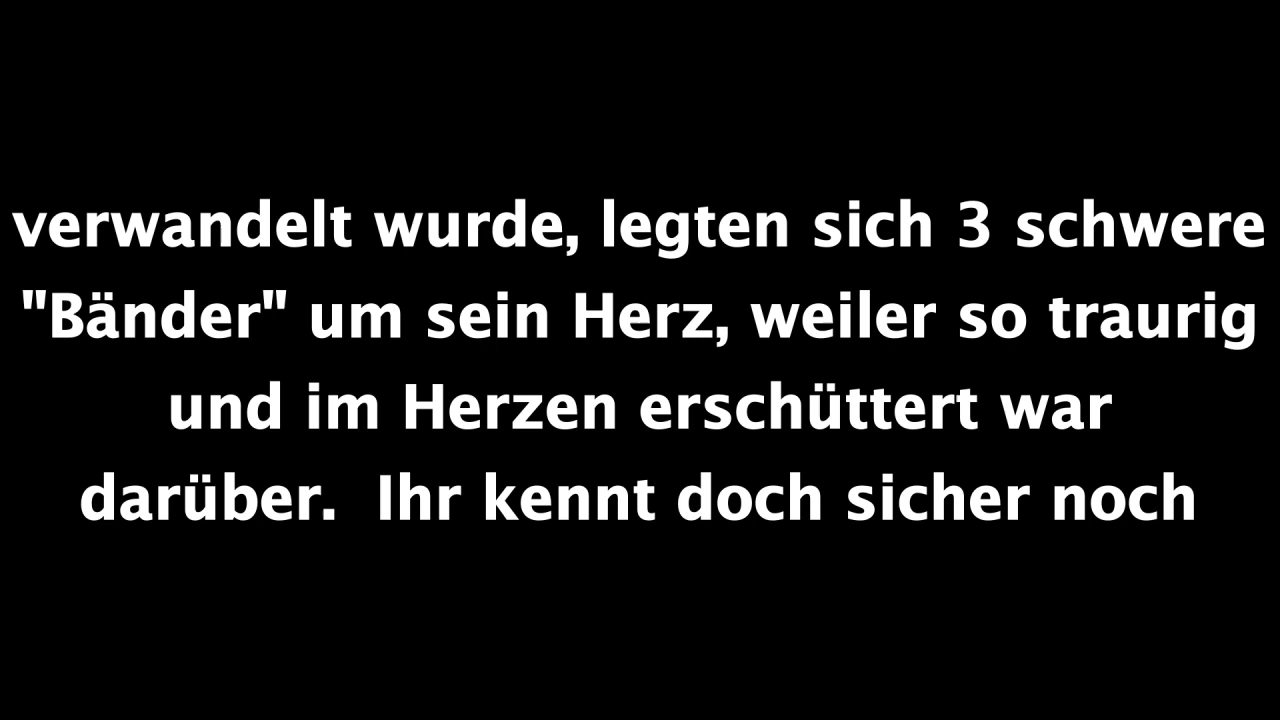 verwandelt wurde, legten sich 3 schwere
"Bänder" um sein Herz, weiler so traurig
und im Herzen erschüttert war
darüber.  Ihr kennt doch sicher noch